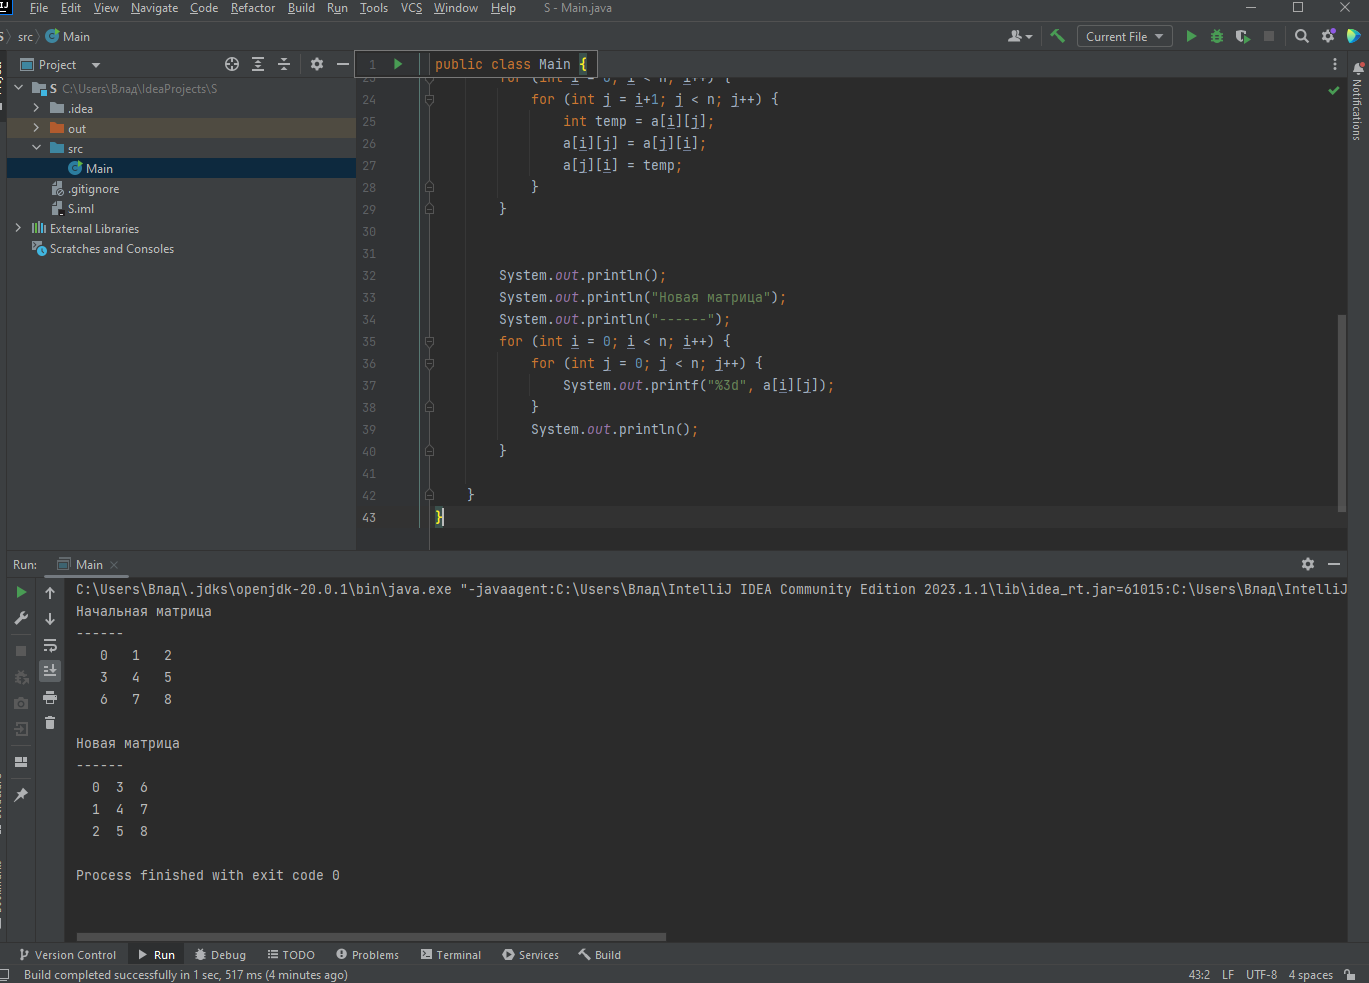 File Edit View Navigate Code Refactor Build Run Tools VCS Window Help S - Main.java
src Main Current File
Project
S C:\Users\Влад\IdeaProjects\S
.idea
out
src
Main
.gitignore
S.iml
External Libraries
Scratches and Consoles
1 public class Main {
23 for (int i = 0; i < n; i++) {
24 for (int j = i+1; j < n; j++) {
25 int temp = a[i][j];
26 a[i][j] = a[j][i];
27 a[j][i] = temp;
28 }
29 }
30
31
32 System.out.println();
33 System.out.println("Новая матрица");
34 System.out.println("------");
35 for (int i = 0; i < n; i++) {
36 for (int j = 0; j < n; j++) {
37 System.out.printf("%3d", a[i][j]);
38 }
39 System.out.println();
40 }
41
42 }
43 }
Notifications
Run: Main
C:\Users\Влад\.jdks\openjdk-20.0.1\bin\java.exe "-javaagent:C:\Users\Влад\IntelliJ IDEA Community Edition 2023.1.1\lib\idea_rt.jar=61015:C:\Users\Влад\IntelliJ
Начальная матрица
------
0 1 2
3 4 5
6 7 8
Новая матрица
------
0 3 6
1 4 7
2 5 8
Process finished with exit code 0
Version Control Run Debug TODO Problems Terminal Services Build
Build completed successfully in 1 sec, 517 ms (4 minutes ago) 43:2 LF UTF-8 4 spaces